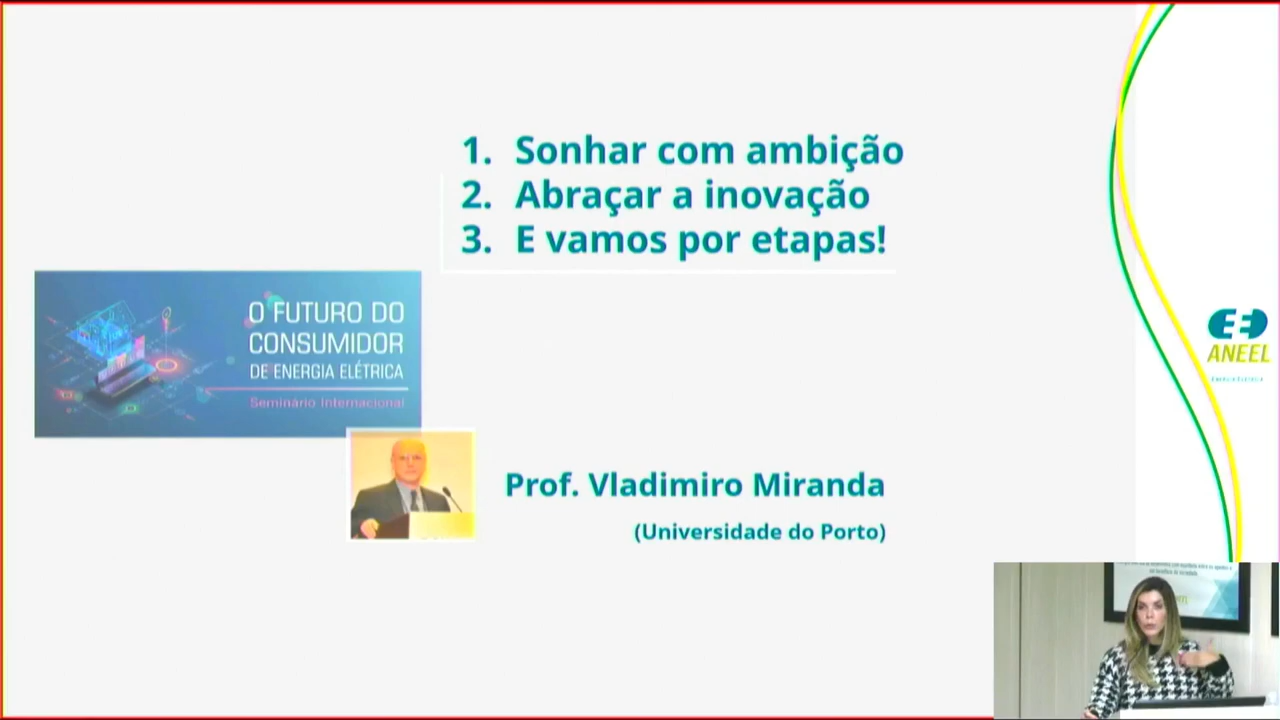 1. Sonhar com ambição
2. Abraçar a inovação
3. E vamos por etapas!
O FUTURO DO
CONSUMIDOR
DE ENERGIA ELÉTRICA
Seminário Internacional
Prof. Vladimiro Miranda
(Universidade do Porto)
ANEEL